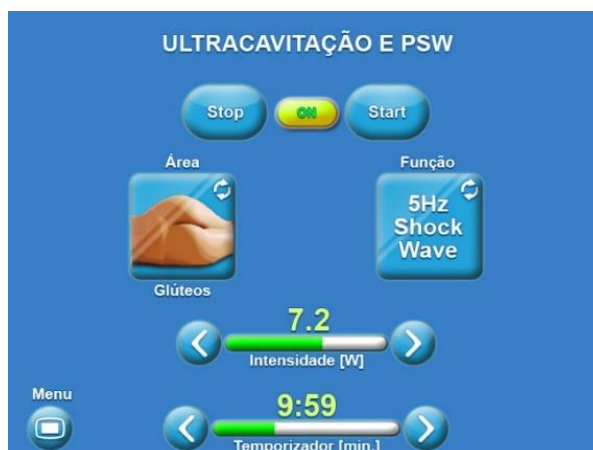 ULTRACAVITAÇÃO E PSW
Stop ON Start
Área
Função
5Hz
Shock
Wave
Glúteos
7.2
Intensidade [W]
Menu
9:59
Temporizador [min.]